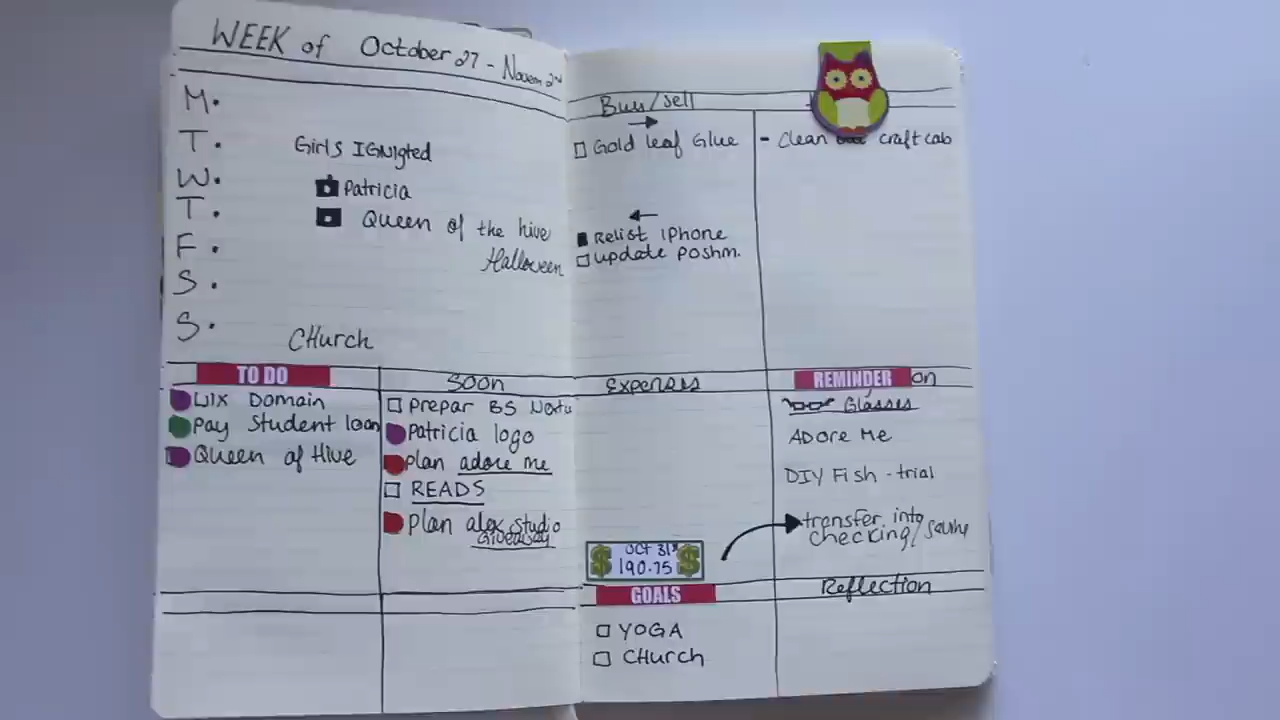 WEEK of October 27 - Novem 2nd
M.
T. Girls IGNIgted
W. Patricia
T. Queen of the hive
F. Halloween
S.
S. CHurch
Buy/sell
Gold leaf Glue
Relist iPhone
update poshm.
- Clean craft cab
TO DO
Wix Domain
Pay Student loan
Queen of Hive
Soon
Prepar BS
Patricia logo
Plan adore me
READS
Plan alex studio
Giveaway
Expenses
$ Oct 31st $
190.75
GOALS
YOGA
CHurch
REMINDER on
Glasses
ADore Me
DIY Fish - trial
transfer into
checking/
Reflection